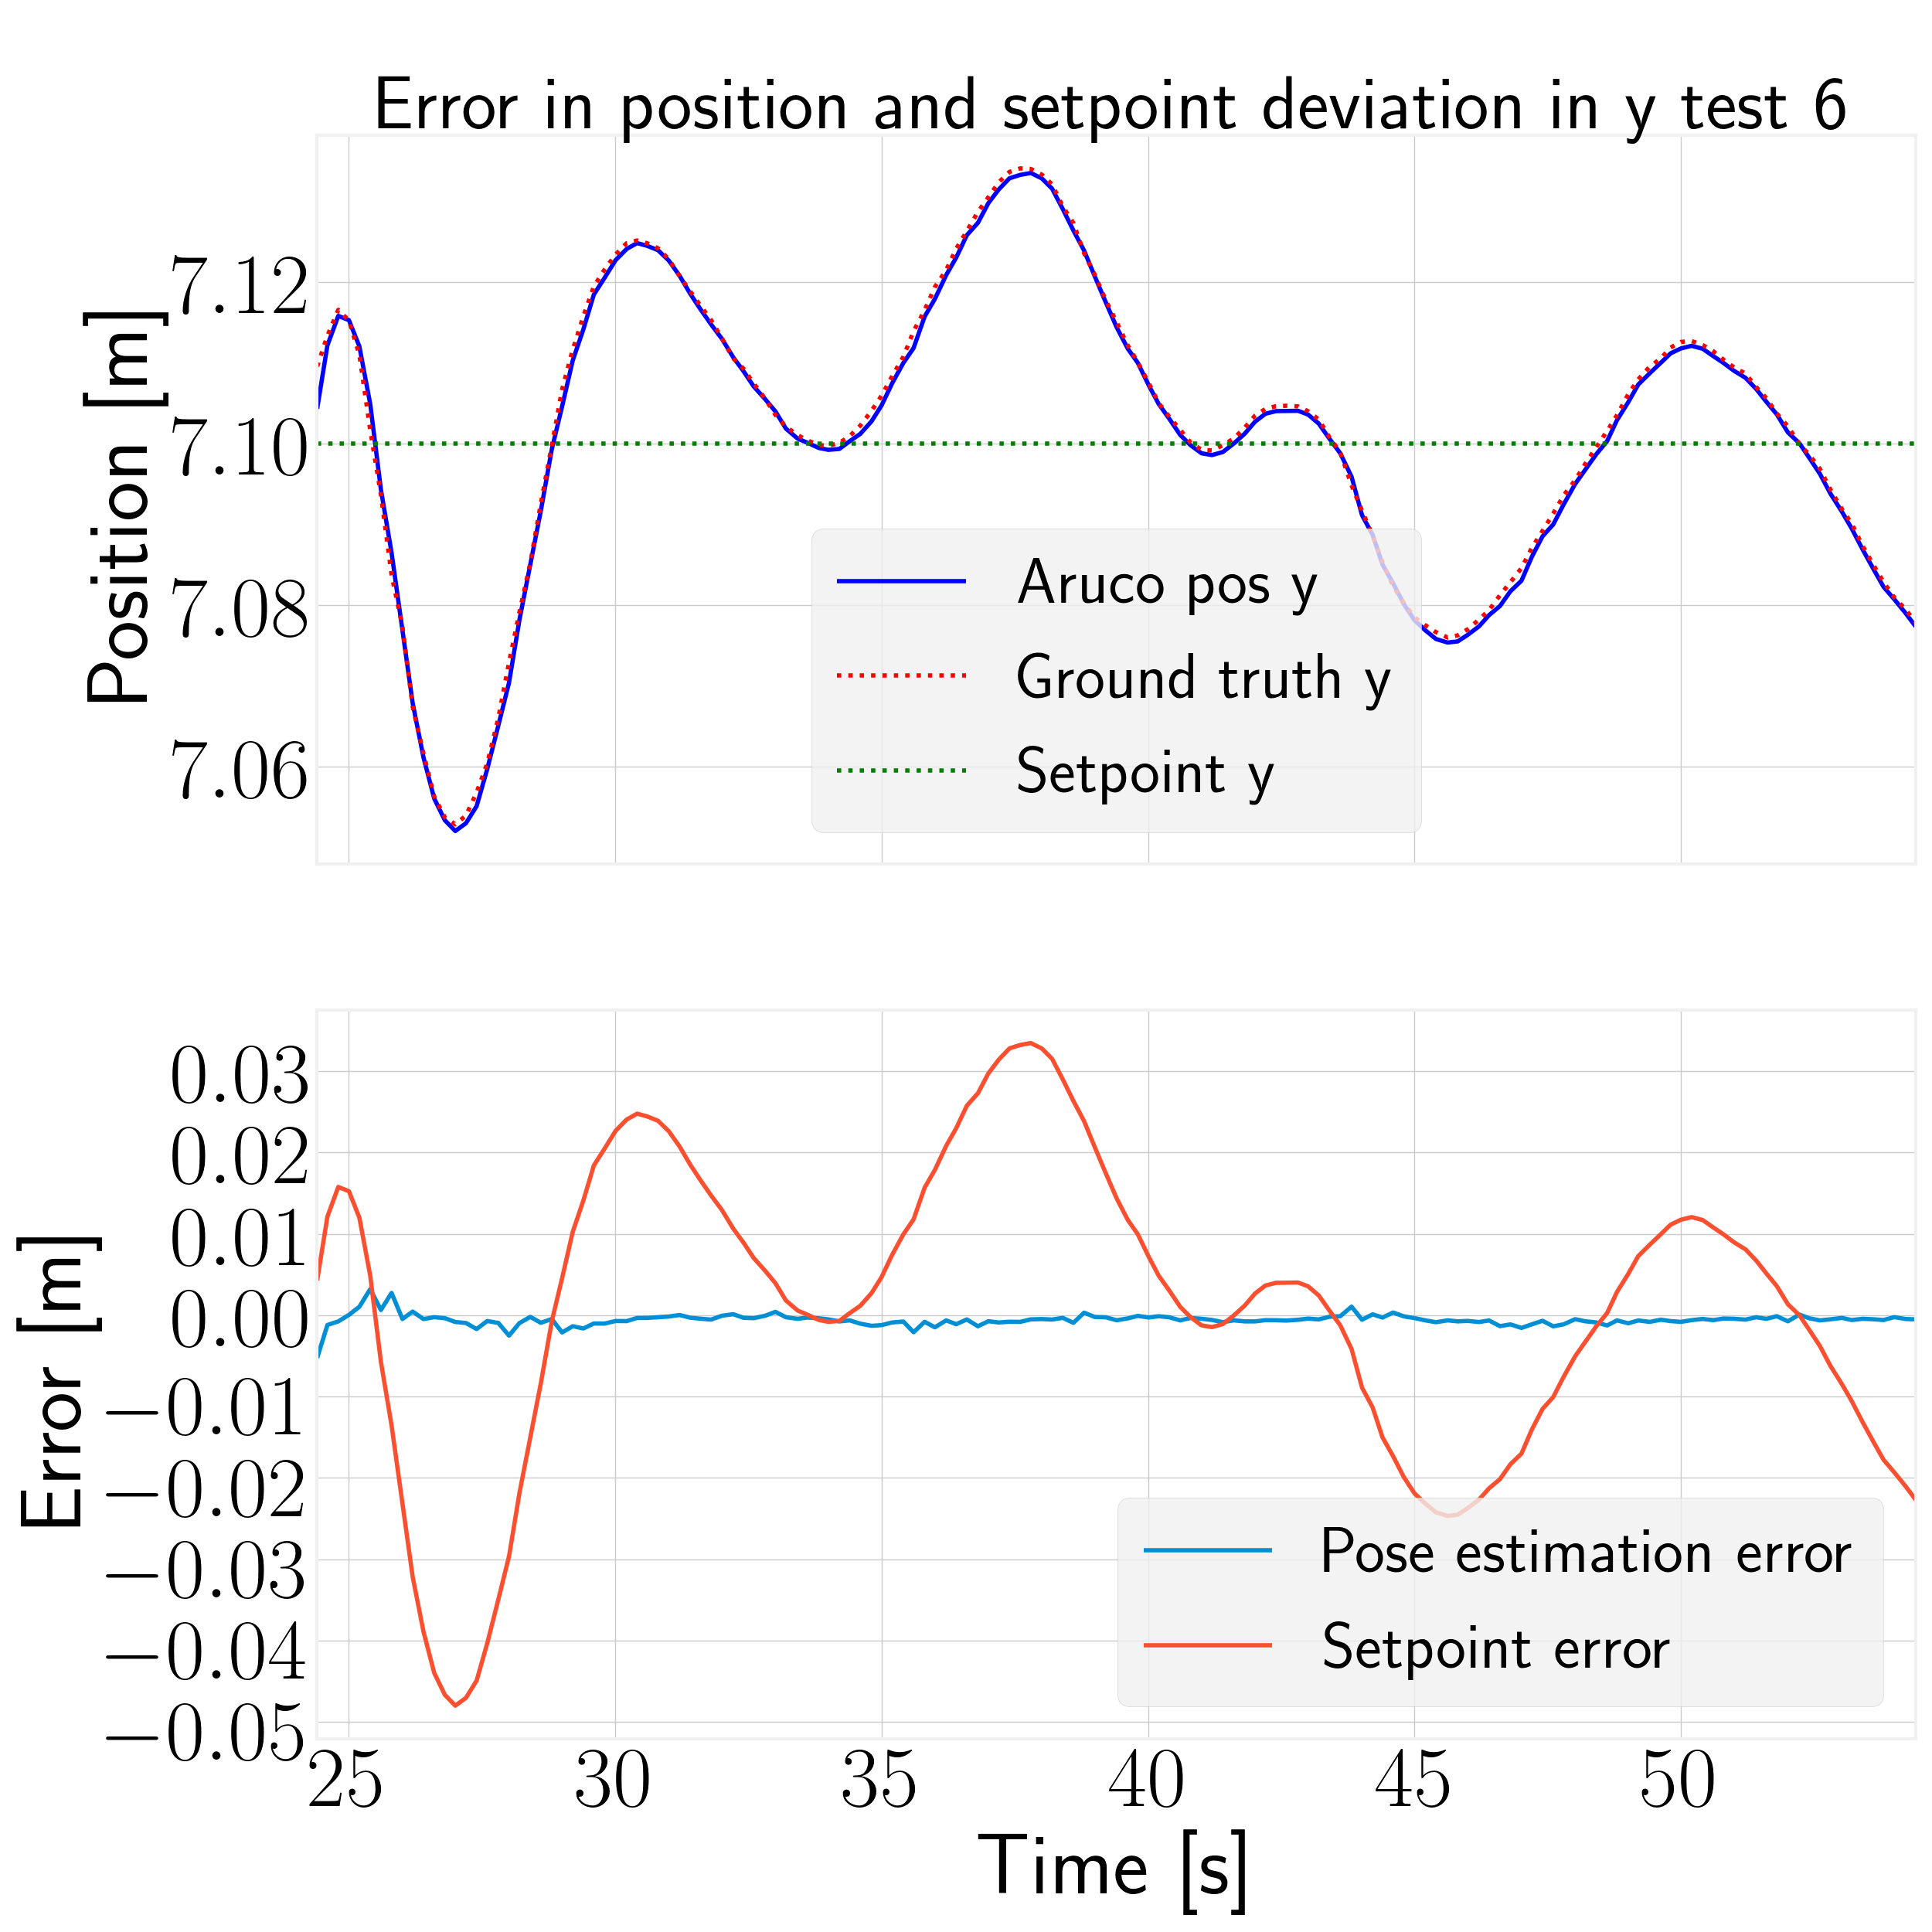 Error in position and setpoint deviation in y test 6
Position [m]
7.12
7.10
7.08
7.06
Aruco pos y
Ground truth y
Setpoint y
Error [m]
0.03
0.02
0.01
0.00
−0.01
−0.02
−0.03
−0.04
−0.05
Pose estimation error
Setpoint error
25 30 35 40 45 50
Time [s]